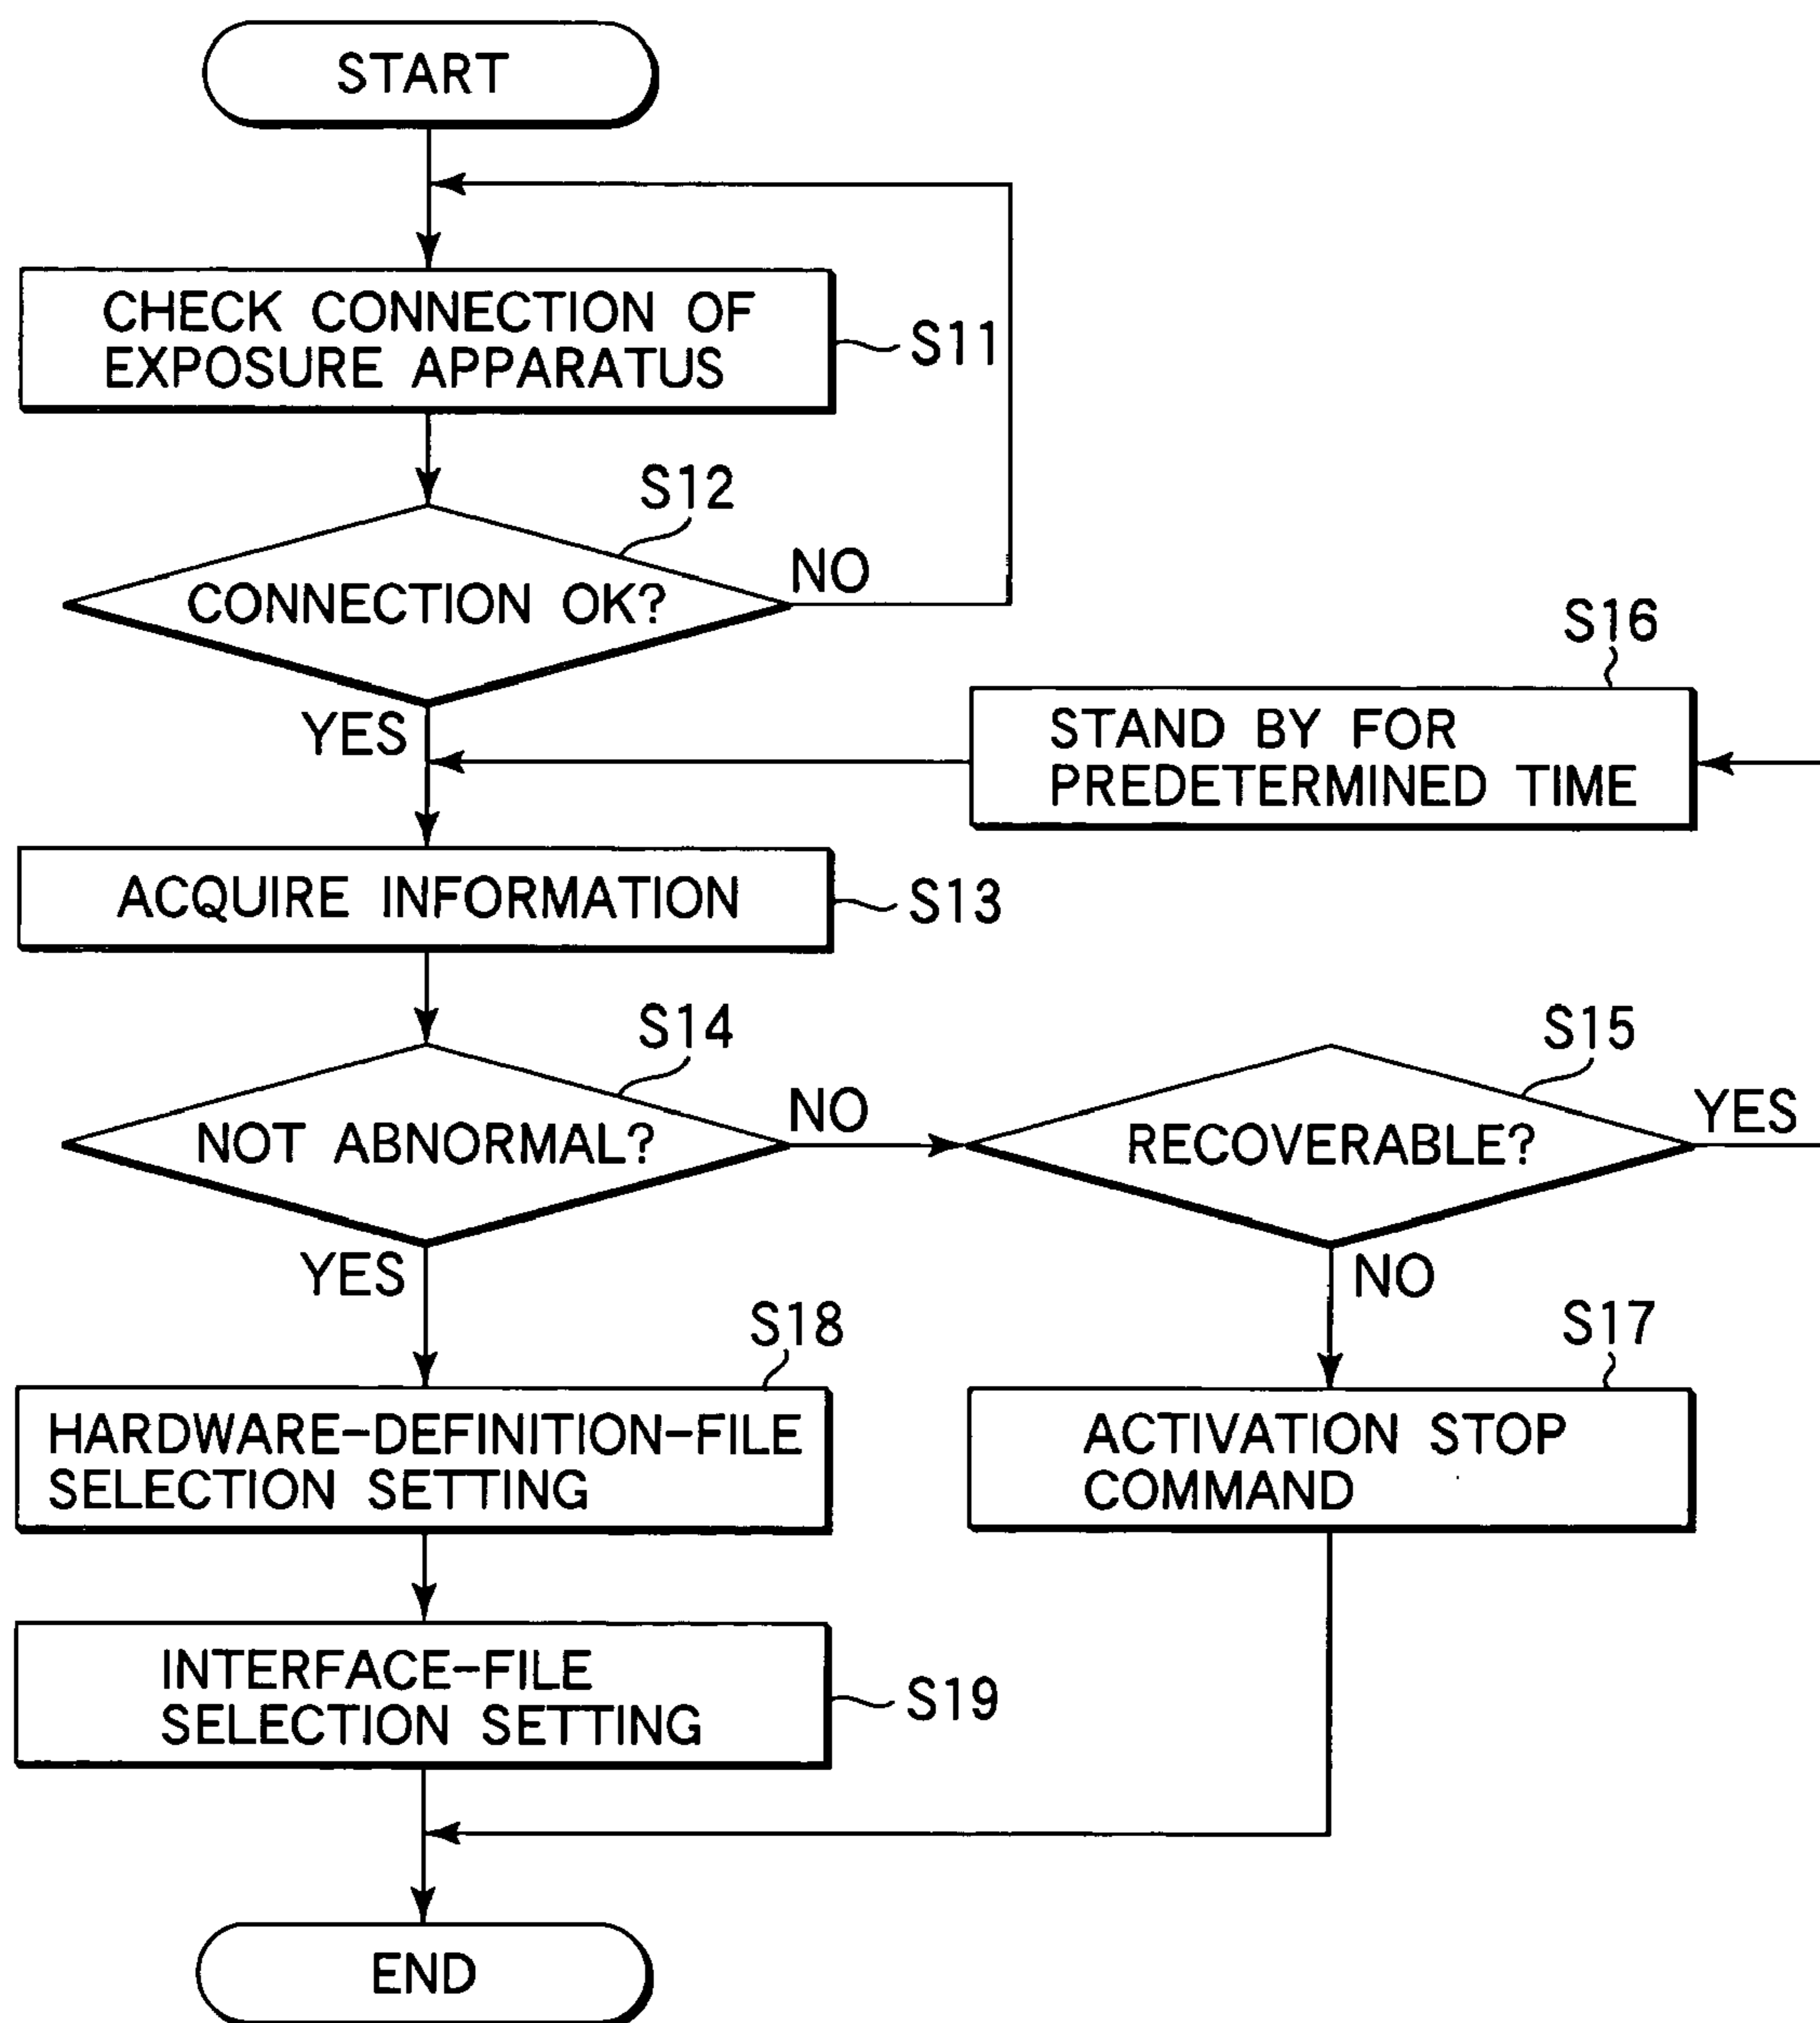 START
CHECK CONNECTION OF
EXPOSURE APPARATUS
S11
S12
CONNECTION OK?
NO
YES
S16
STAND BY FOR
PREDETERMINED TIME
ACQUIRE INFORMATION
S13
S14
NOT ABNORMAL?
NO
YES
S15
RECOVERABLE?
YES
NO
S18
HARDWARE-DEFINITION-FILE
SELECTION SETTING
S17
ACTIVATION STOP
COMMAND
INTERFACE-FILE
SELECTION SETTING
S19
END